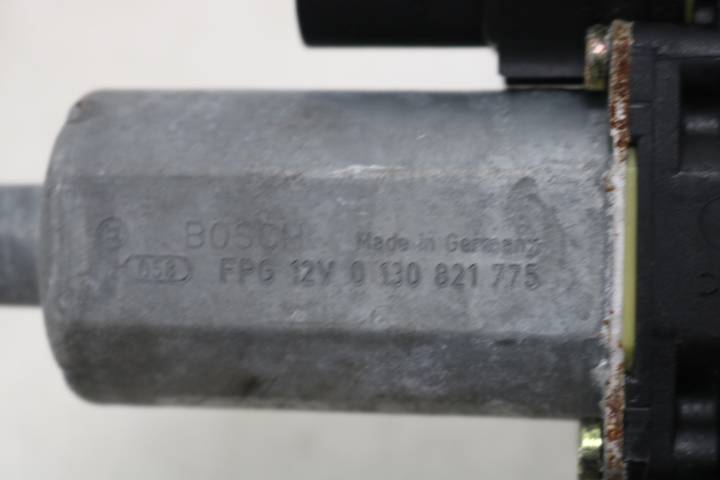 BOSCH Made in Germany
FPG 12V 0 130 821 775